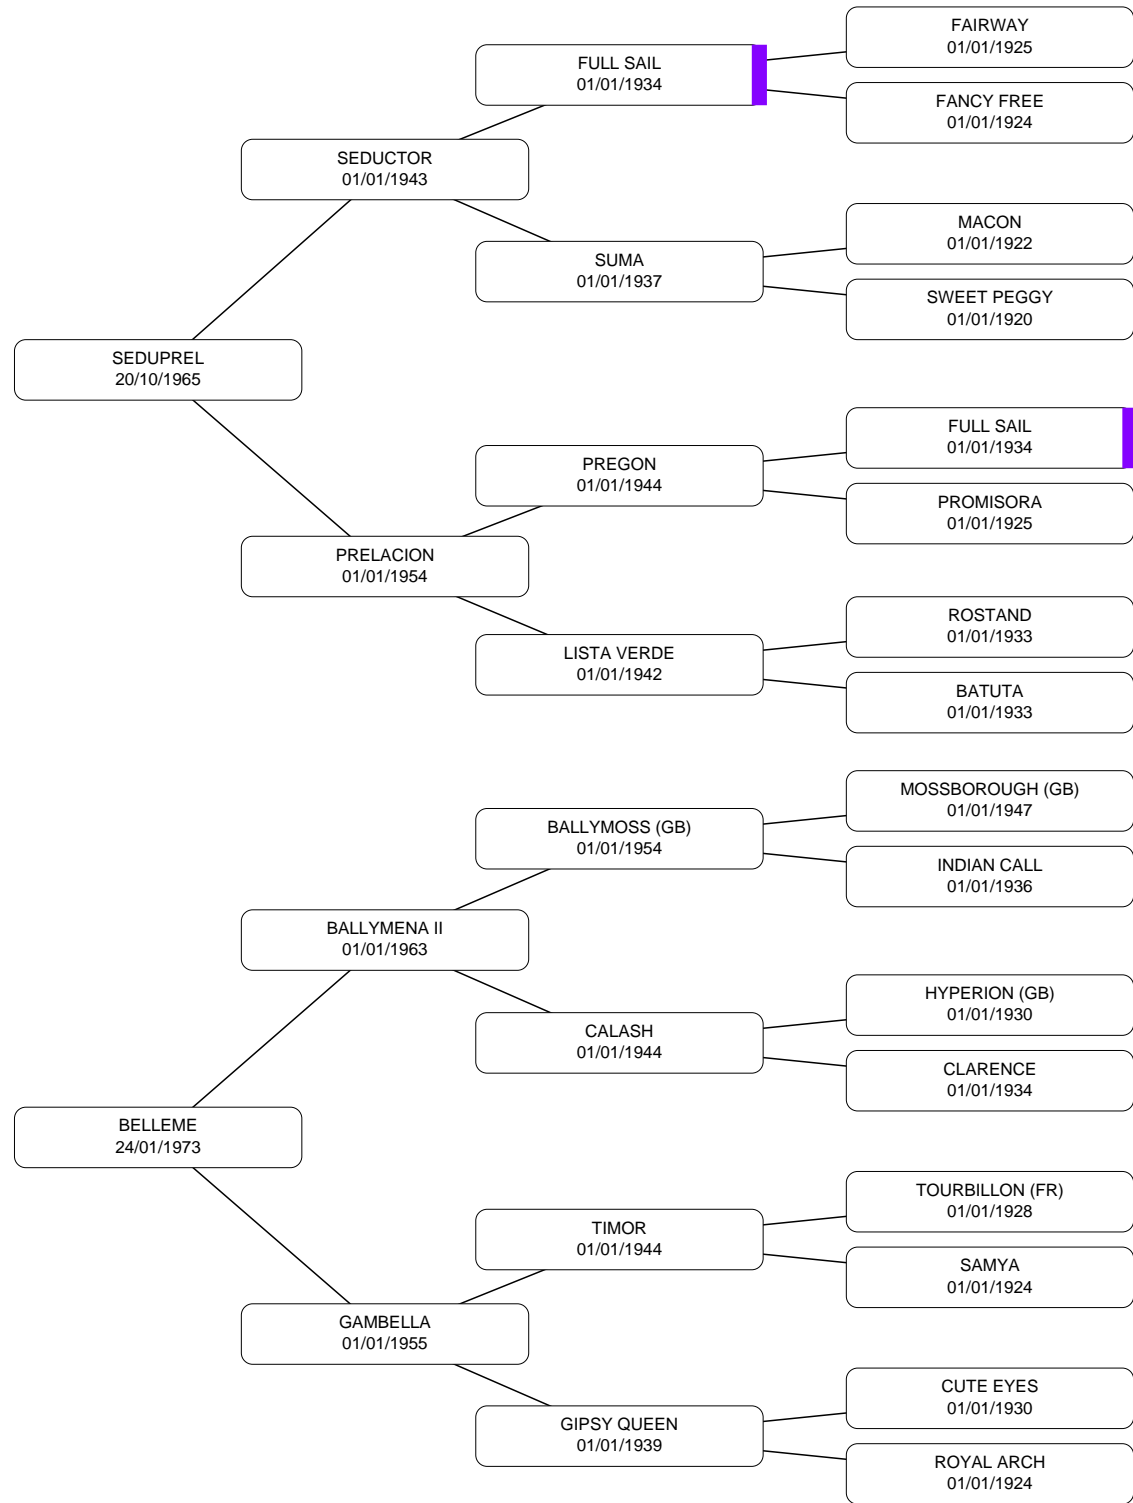 FAIRWAY
01/01/1925
FULL SAIL
01/01/1934
FANCY FREE
01/01/1924
SEDUCTOR
01/01/1943
MACON
01/01/1922
SUMA
01/01/1937
SWEET PEGGY
01/01/1920
SEDUPREL
20/10/1965
FULL SAIL
01/01/1934
PREGON
01/01/1944
PROMISORA
01/01/1925
PRELACION
01/01/1954
ROSTAND
01/01/1933
LISTA VERDE
01/01/1942
BATUTA
01/01/1933
MOSSBOROUGH (GB)
01/01/1947
BALLYMOSS (GB)
01/01/1954
INDIAN CALL
01/01/1936
BALLYMENA II
01/01/1963
HYPERION (GB)
01/01/1930
CALASH
01/01/1944
CLARENCE
01/01/1934
BELLEME
24/01/1973
TOURBILLON (FR)
01/01/1928
TIMOR
01/01/1944
SAMYA
01/01/1924
GAMBELLA
01/01/1955
CUTE EYES
01/01/1930
GIPSY QUEEN
01/01/1939
ROYAL ARCH
01/01/1924